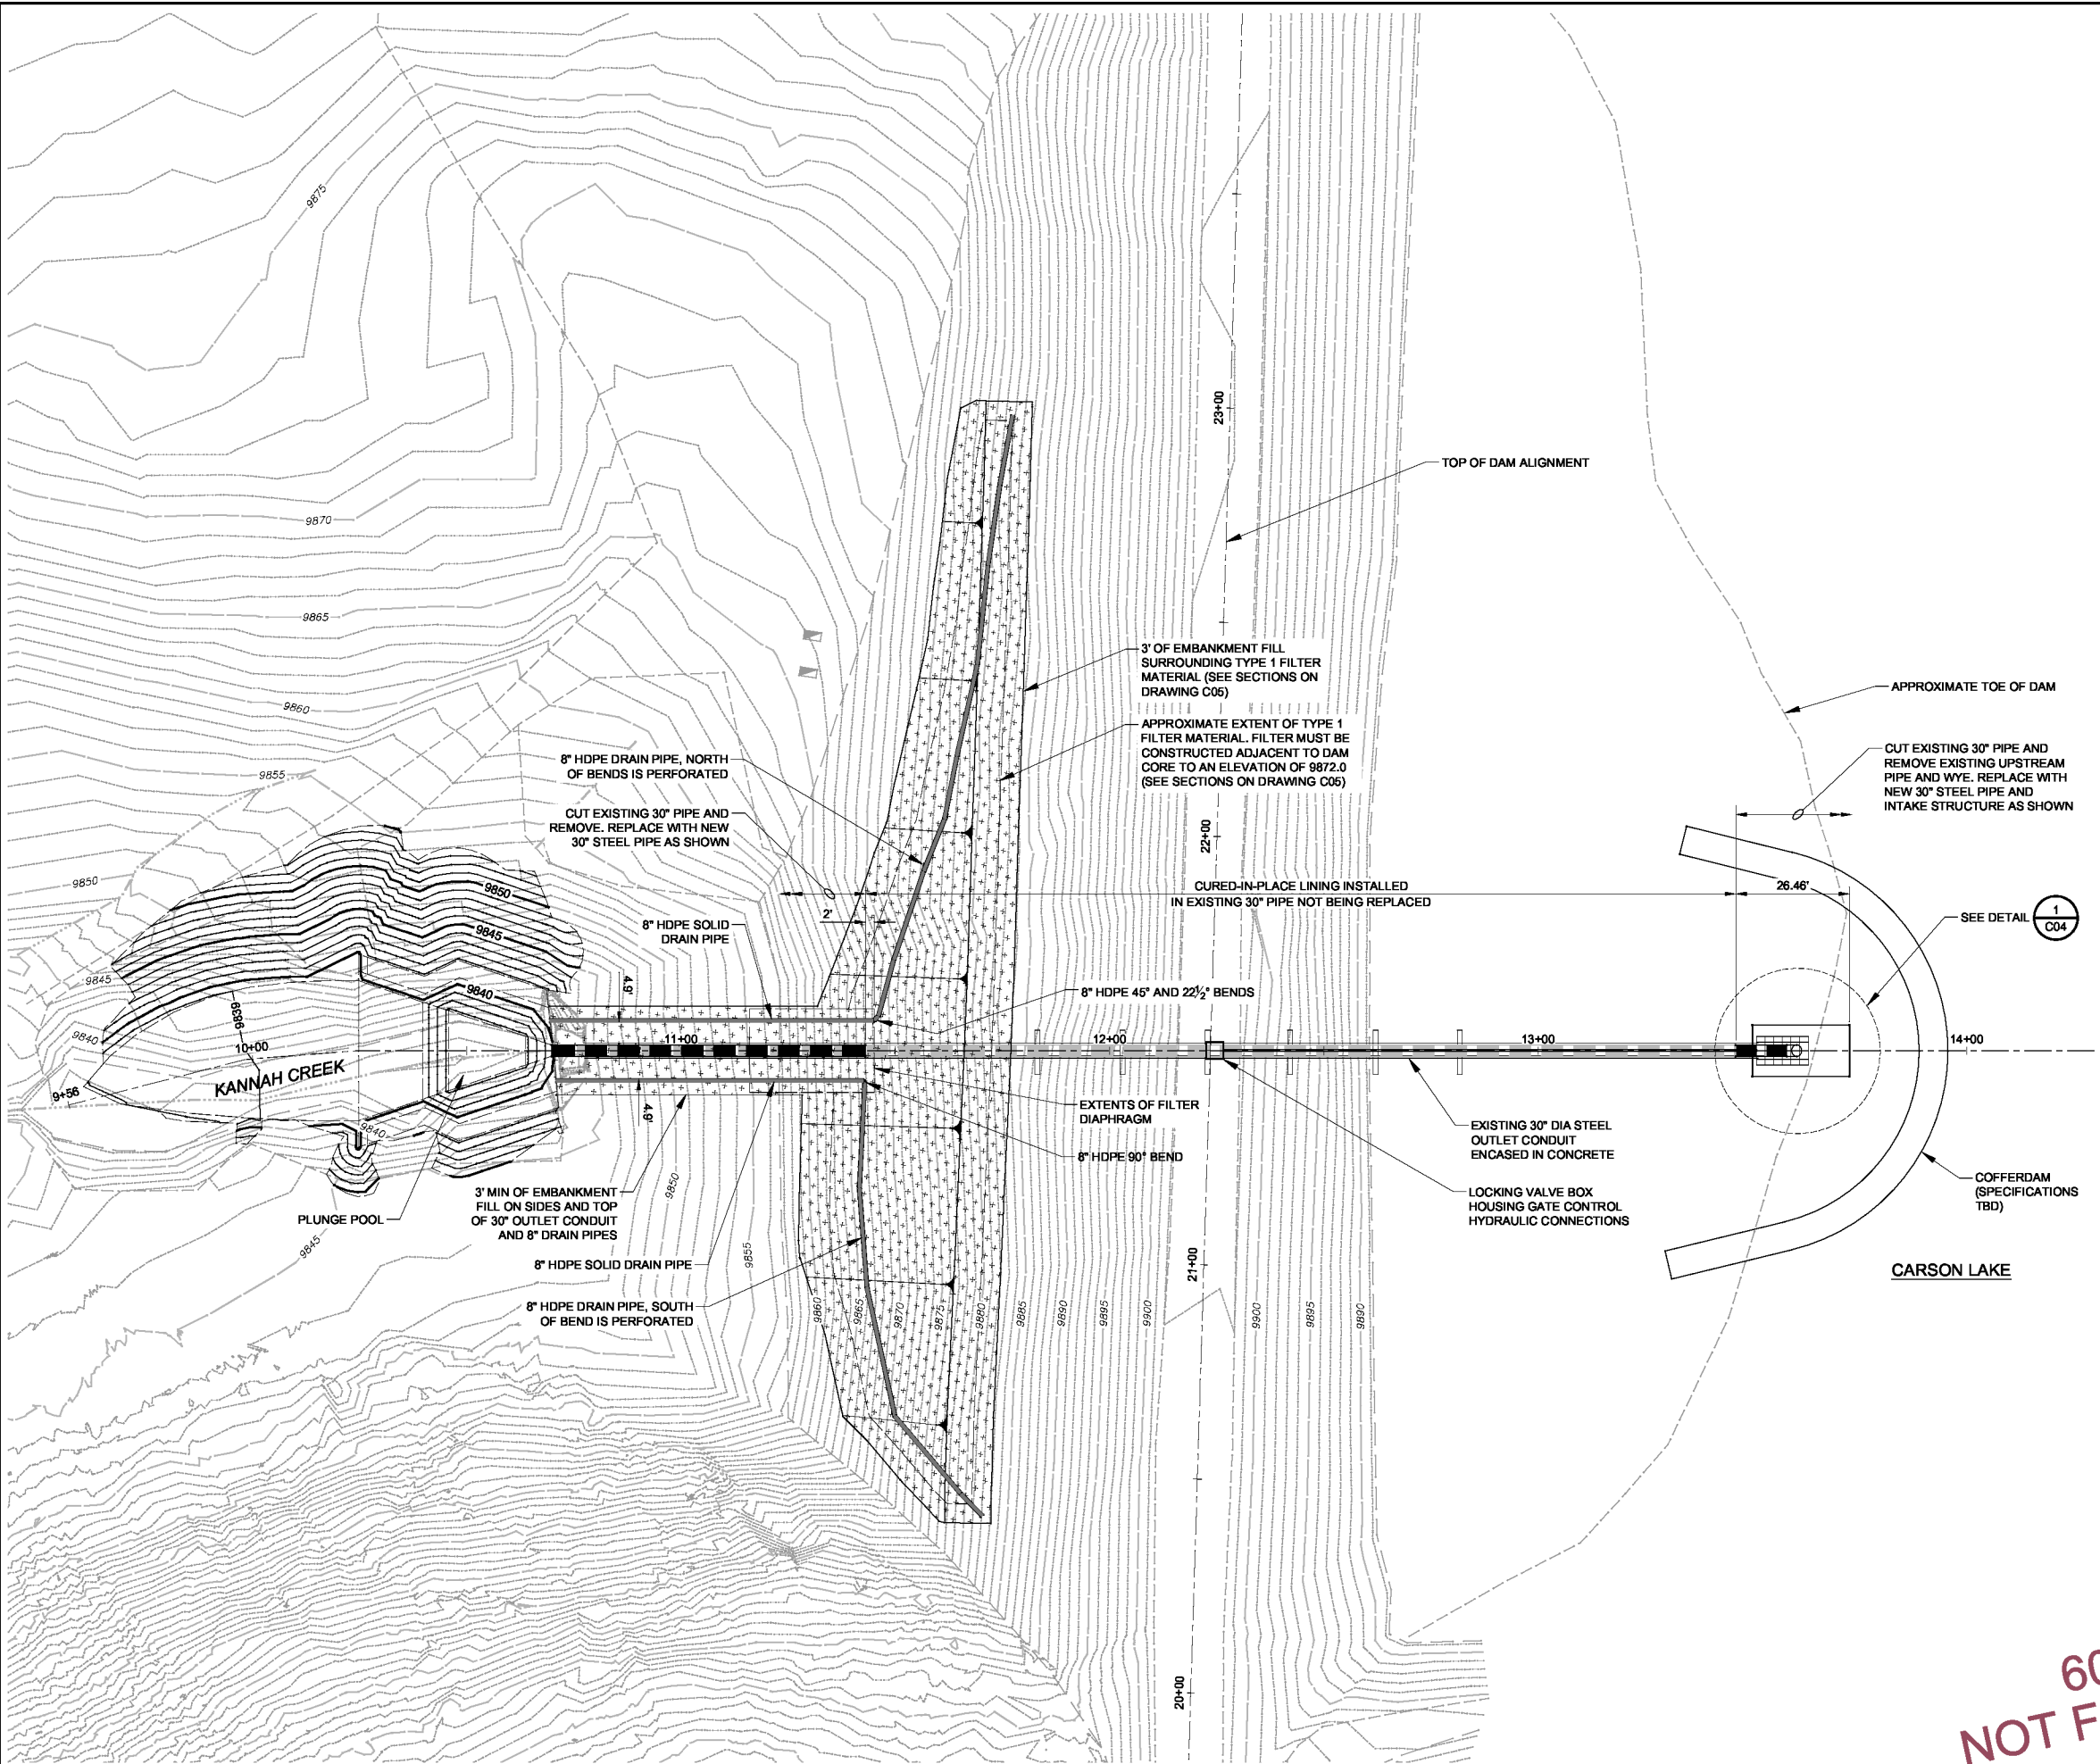 9875
23+00
TOP OF DAM ALIGNMENT
9870
9865
9860
9855
9850
9845
9840
3' OF EMBANKMENT FILL
SURROUNDING TYPE 1 FILTER
MATERIAL (SEE SECTIONS ON
DRAWING C05)
APPROXIMATE TOE OF DAM
APPROXIMATE EXTENT OF TYPE 1
FILTER MATERIAL. FILTER MUST BE
CONSTRUCTED ADJACENT TO DAM
CORE TO AN ELEVATION OF 9872.0
(SEE SECTIONS ON DRAWING C05)
CUT EXISTING 30" PIPE AND
REMOVE EXISTING UPSTREAM
PIPE AND WYE. REPLACE WITH
NEW 30" STEEL PIPE AND
INTAKE STRUCTURE AS SHOWN
8" HDPE DRAIN PIPE, NORTH
OF BENDS IS PERFORATED
CUT EXISTING 30" PIPE AND
REMOVE. REPLACE WITH NEW
30" STEEL PIPE AS SHOWN
22+00
CURED-IN-PLACE LINING INSTALLED
IN EXISTING 30" PIPE NOT BEING REPLACED
26.46'
2'
SEE DETAIL
1
C04
9850
9845
9840
8" HDPE SOLID
DRAIN PIPE
4.9'
8" HDPE 45° AND 22½° BENDS
9839
10+00
11+00
12+00
13+00
14+00
KANNAH CREEK
9+56
9840
4.9'
EXTENTS OF FILTER
DIAPHRAGM
8" HDPE 90° BEND
EXISTING 30" DIA STEEL
OUTLET CONDUIT
ENCASED IN CONCRETE
LOCKING VALVE BOX
HOUSING GATE CONTROL
HYDRAULIC CONNECTIONS
COFFERDAM
(SPECIFICATIONS
TBD)
PLUNGE POOL
3' MIN OF EMBANKMENT
FILL ON SIDES AND TOP
OF 30" OUTLET CONDUIT
AND 8" DRAIN PIPES
9850
9845
9855
8" HDPE SOLID DRAIN PIPE
21+00
CARSON LAKE
8" HDPE DRAIN PIPE, SOUTH
OF BEND IS PERFORATED
9860
9865
9870
9875
9880
9885
9890
9895
9900
9900
9895
9890
20+00
60
NOT F